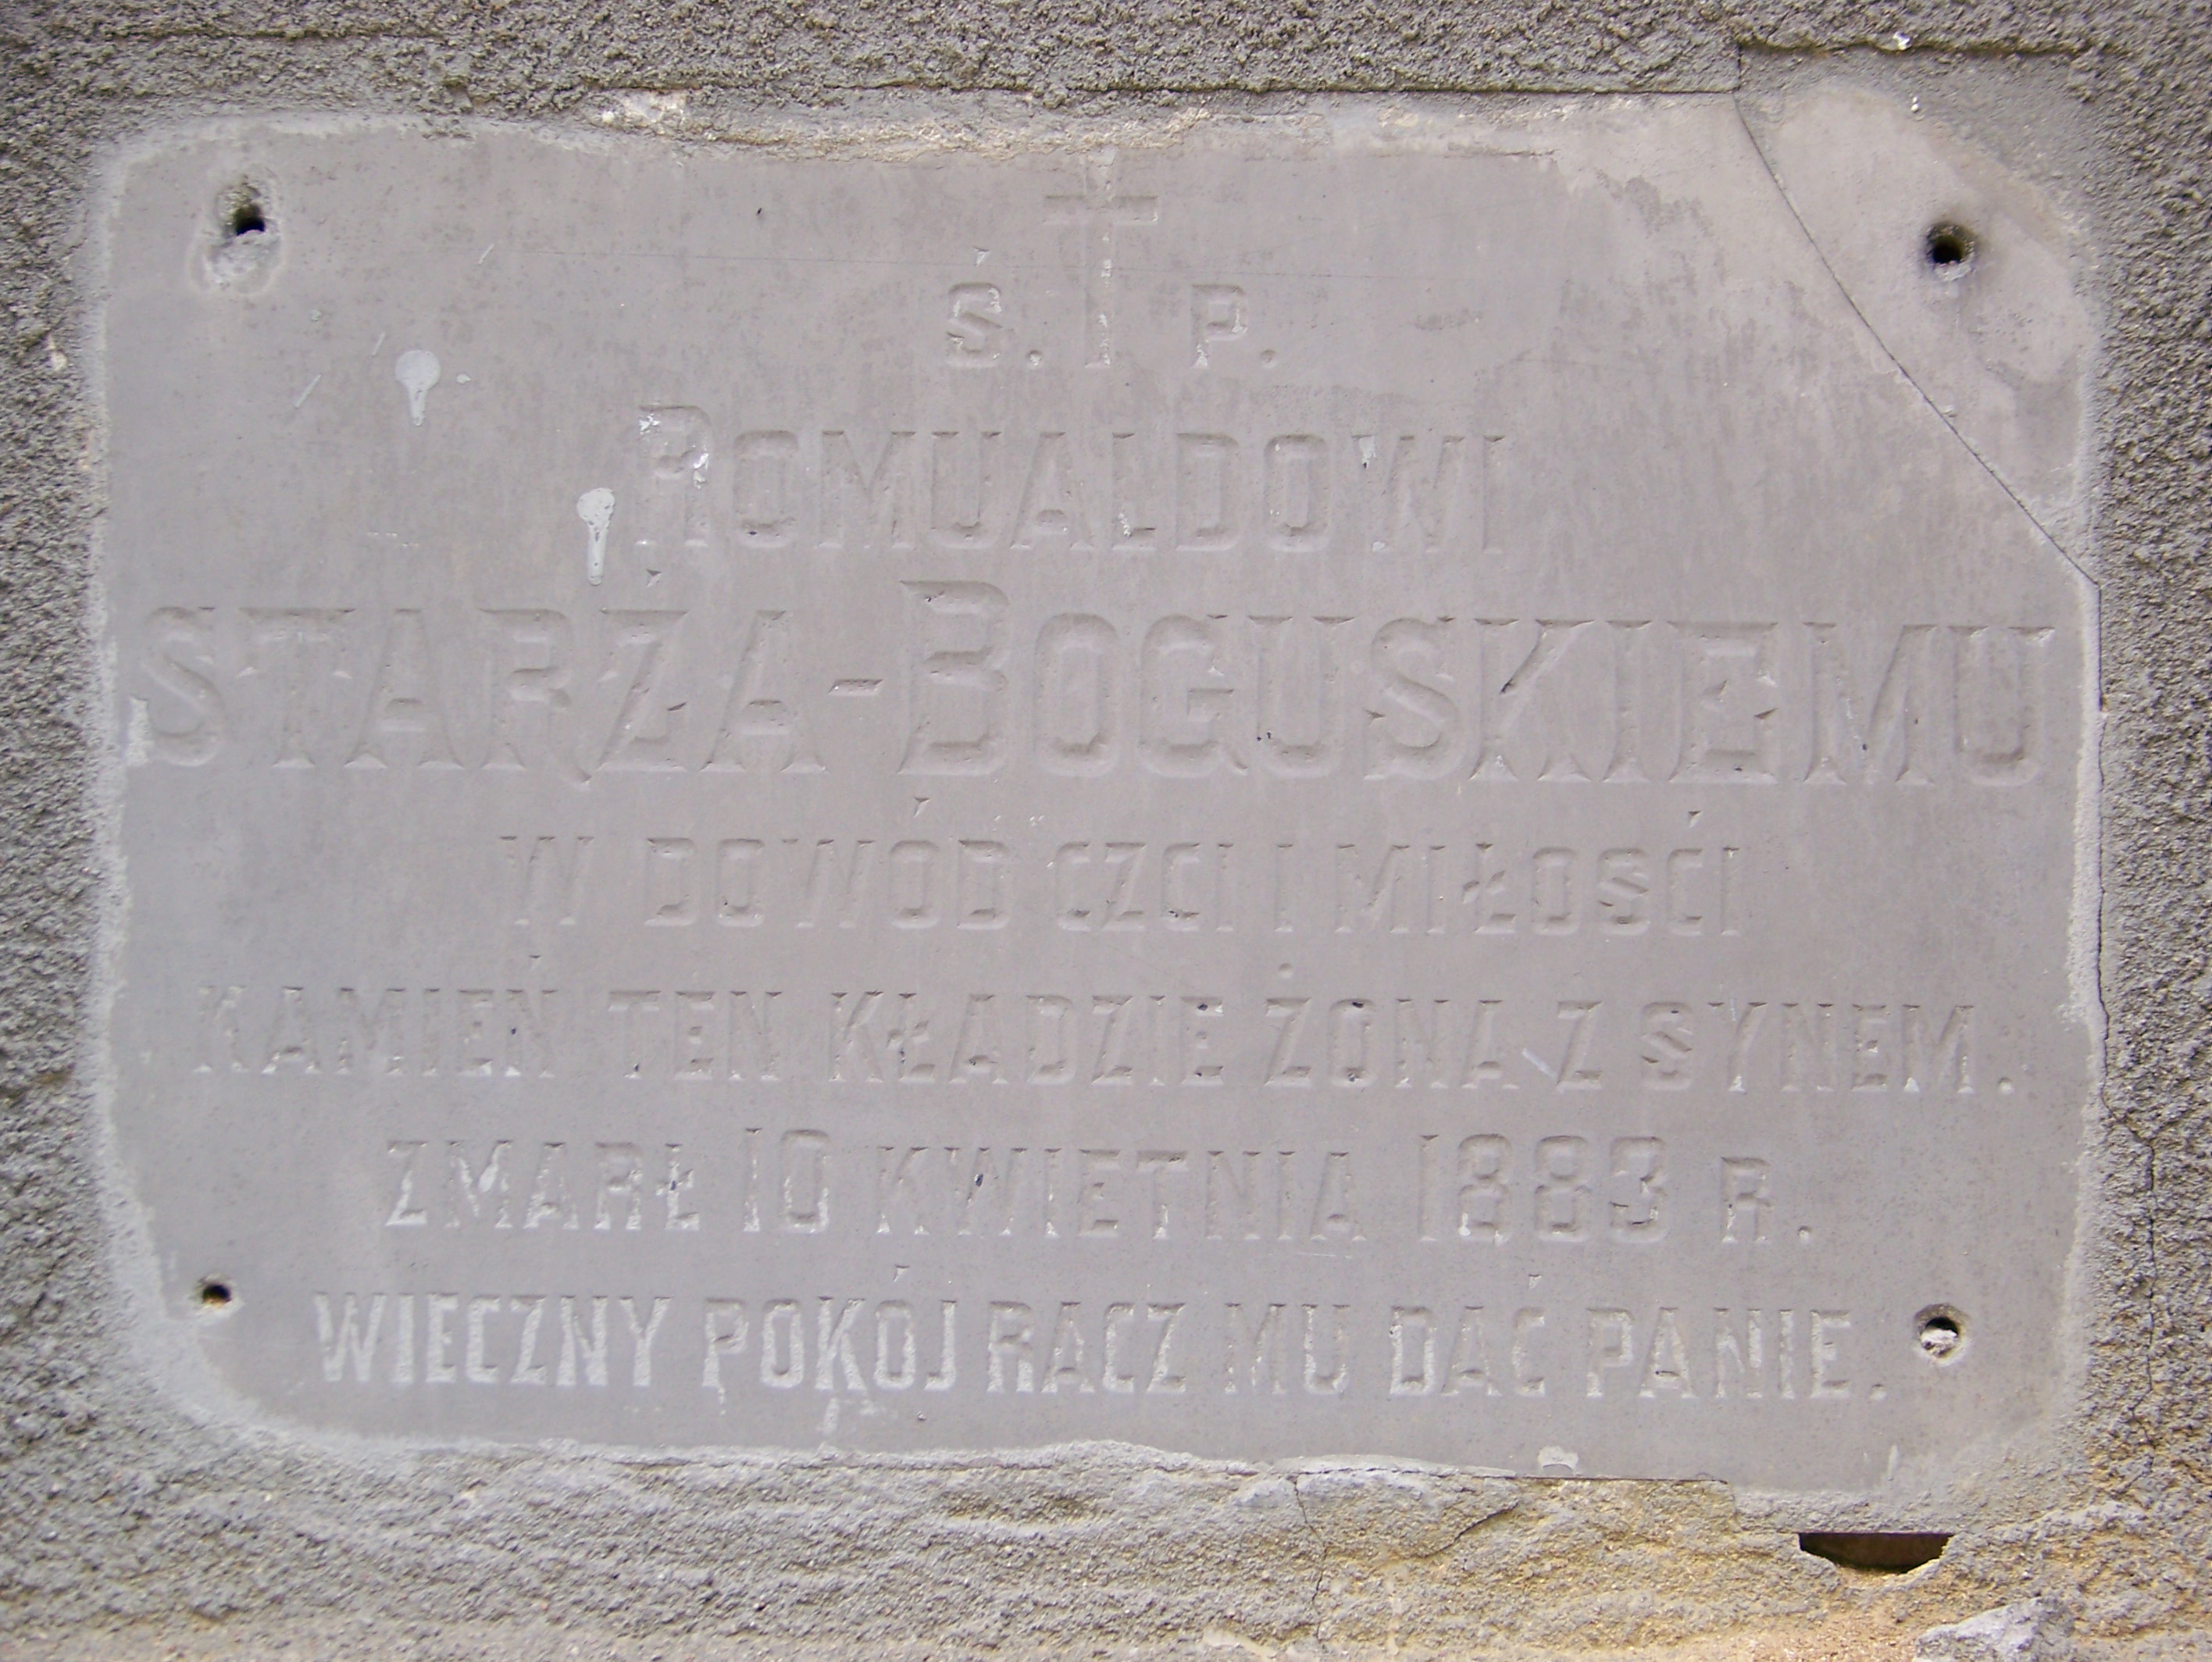 Ś. † P.
ROMUALDOWI
STARŻA-BOGUSKIEMU
W DOWÓD CZCI I MIŁOŚCI
KAMIEŃ TEN KŁADZIE ŻONA Z SYNEM.
ZMARŁ 10 KWIETNIA 1883 R.
WIECZNY POKÓJ RACZ MU DAĆ PANIE.